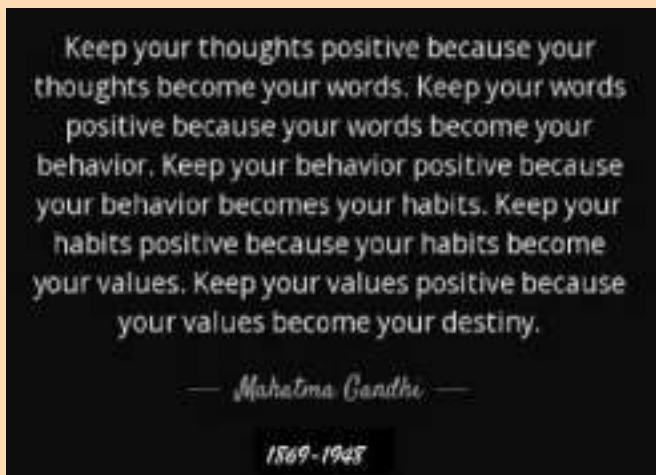 Keep your thoughts positive because your
thoughts become your words. Keep your words
positive because your words become your
behavior. Keep your behavior positive because
your behavior becomes your habits. Keep your
habits positive because your habits become
your values. Keep your values positive because
your values become your destiny.
— Mahatma Gandhi —
1869-1948